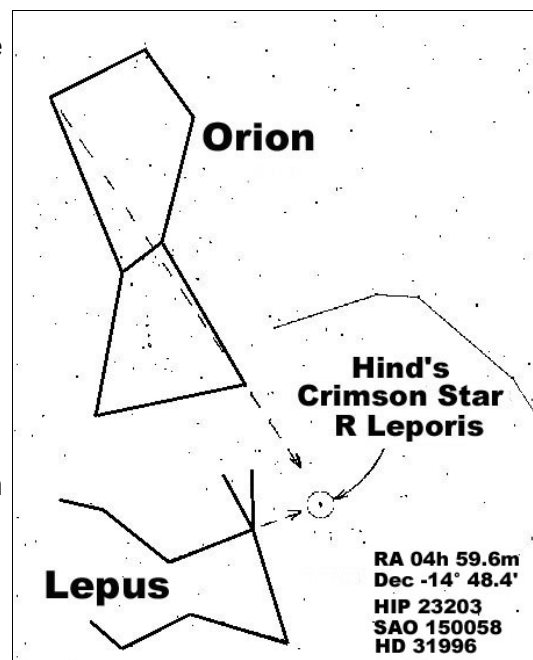 Orion
Hind's
Crimson Star
R Leporis
Lepus
RA 04h 59.6m
Dec -14° 48.4'
HIP 23203
SAO 150058
HD 31996